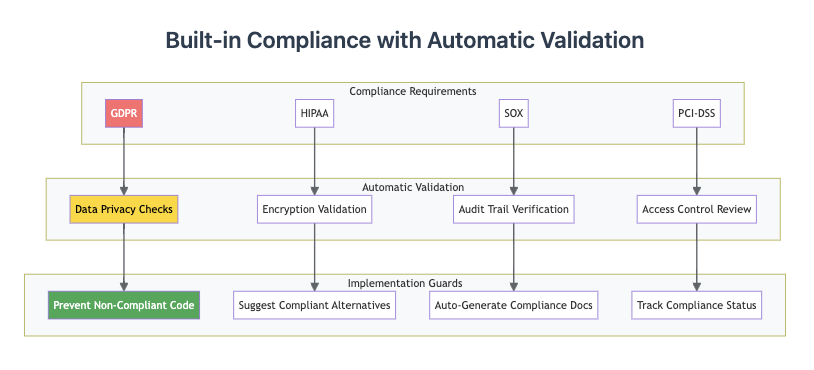 Built-in Compliance with Automatic Validation
Compliance Requirements
GDPR
HIPAA
SOX
PCI-DSS
Automatic Validation
Data Privacy Checks
Encryption Validation
Audit Trail Verification
Access Control Review
Implementation Guards
Prevent Non-Compliant Code
Suggest Compliant Alternatives
Auto-Generate Compliance Docs
Track Compliance Status